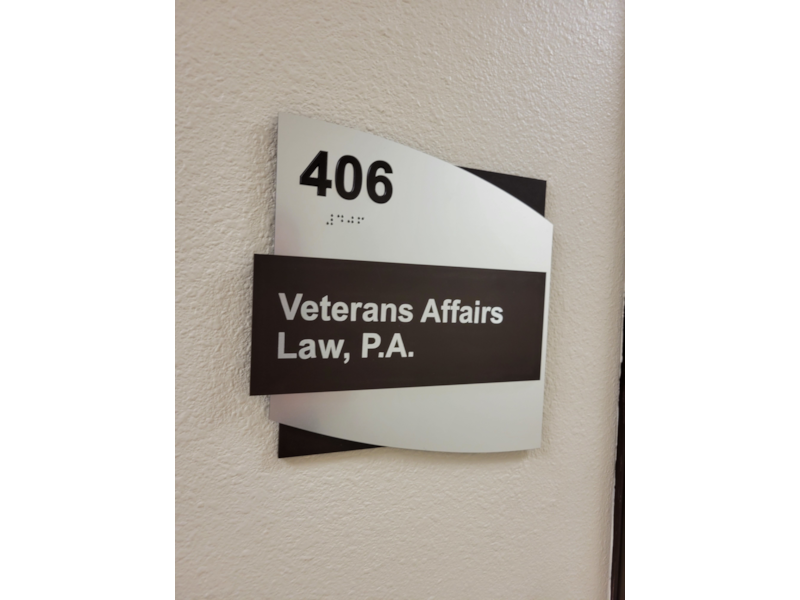 406
⠼⠙⠚⠋
Veterans Affairs
Law, P.A.